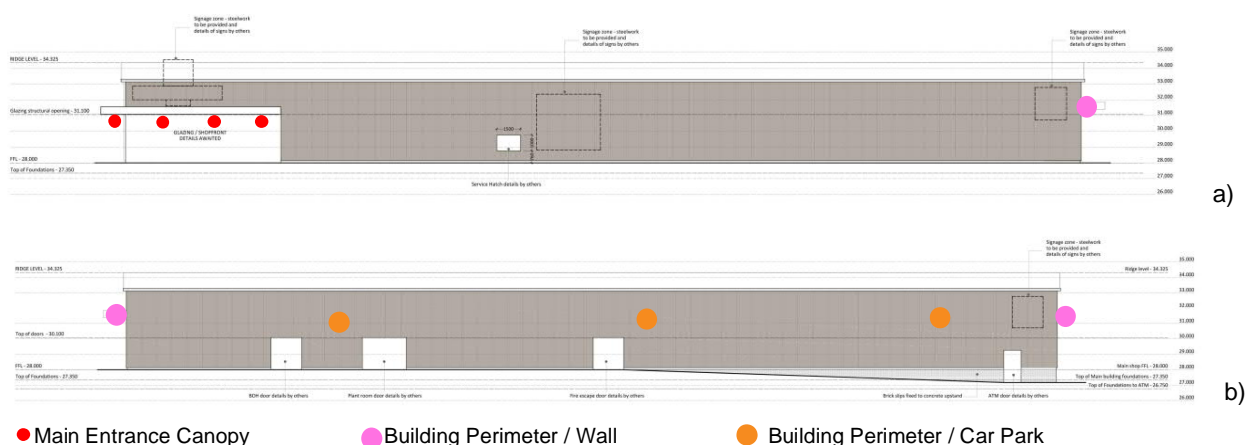 Signage zone - steelwork
to be provided and
details of signs by others
Signage zone - steelwork
to be provided and
details of signs by others
Signage zone - steelwork
to be provided and
details of signs by others
RIDGE LEVEL - 34.325
Glazing structural opening - 31.100
GLAZING / SHOPFRONT
DETAILS AWAITED
FFL - 28.000
Top of Foundations - 27.350
1500
Service Hatch details by others
35.000
34.000
33.000
32.000
31.000
30.000
29.000
28.000
27.000
26.000
a)
Signage zone - steelwork
to be provided and
details of signs by others
RIDGE LEVEL - 34.325
Ridge level - 34.325
Top of doors - 30.100
FFL - 28.000
Top of Foundations - 27.350
Main shop FFL - 28.000
Top of Main building foundations - 27.350
Top of Foundations to ATM - 26.750
BOH door details by others
Plant room door details by others
Fire escape door details by others
Brick slips fixed to concrete upstand
ATM door details by others
35.000
34.000
33.000
32.000
31.000
30.000
29.000
28.000
27.000
26.000
b)
Main Entrance Canopy
Building Perimeter / Wall
Building Perimeter / Car Park